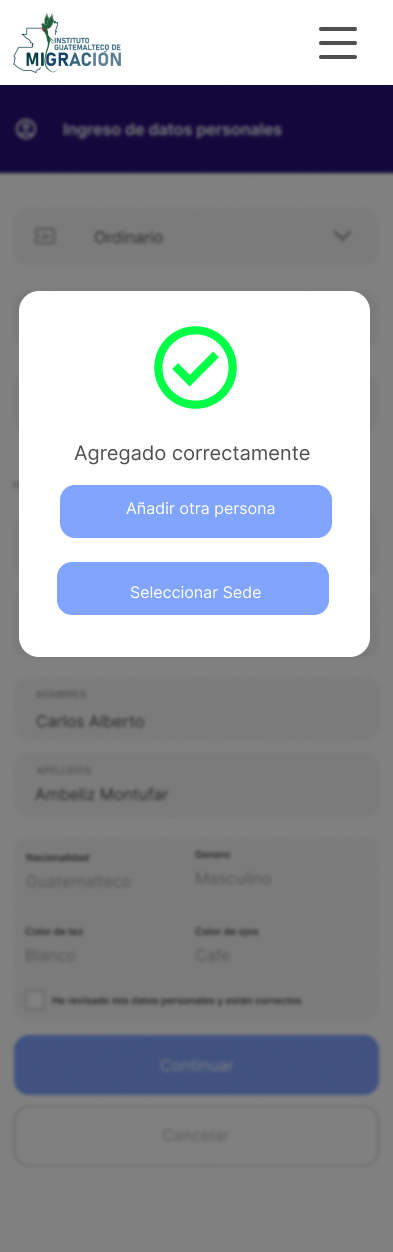 INSTITUTO
GUATEMALTECO DE
MIGRACIÓN
Ingreso de datos personales
Ordinario
Agregado correctamente
Añadir otra persona
Seleccionar Sede
NOMBRES
Carlos Alberto
APELLIDOS
Ambeliz Montufar
Nacionalidad
Genero
Guatemalteco
Masculino
Color de tez
Color de ojos
Blanco
Cafe
He revisado mis datos personales y están correctos
Continuar
Cancelar